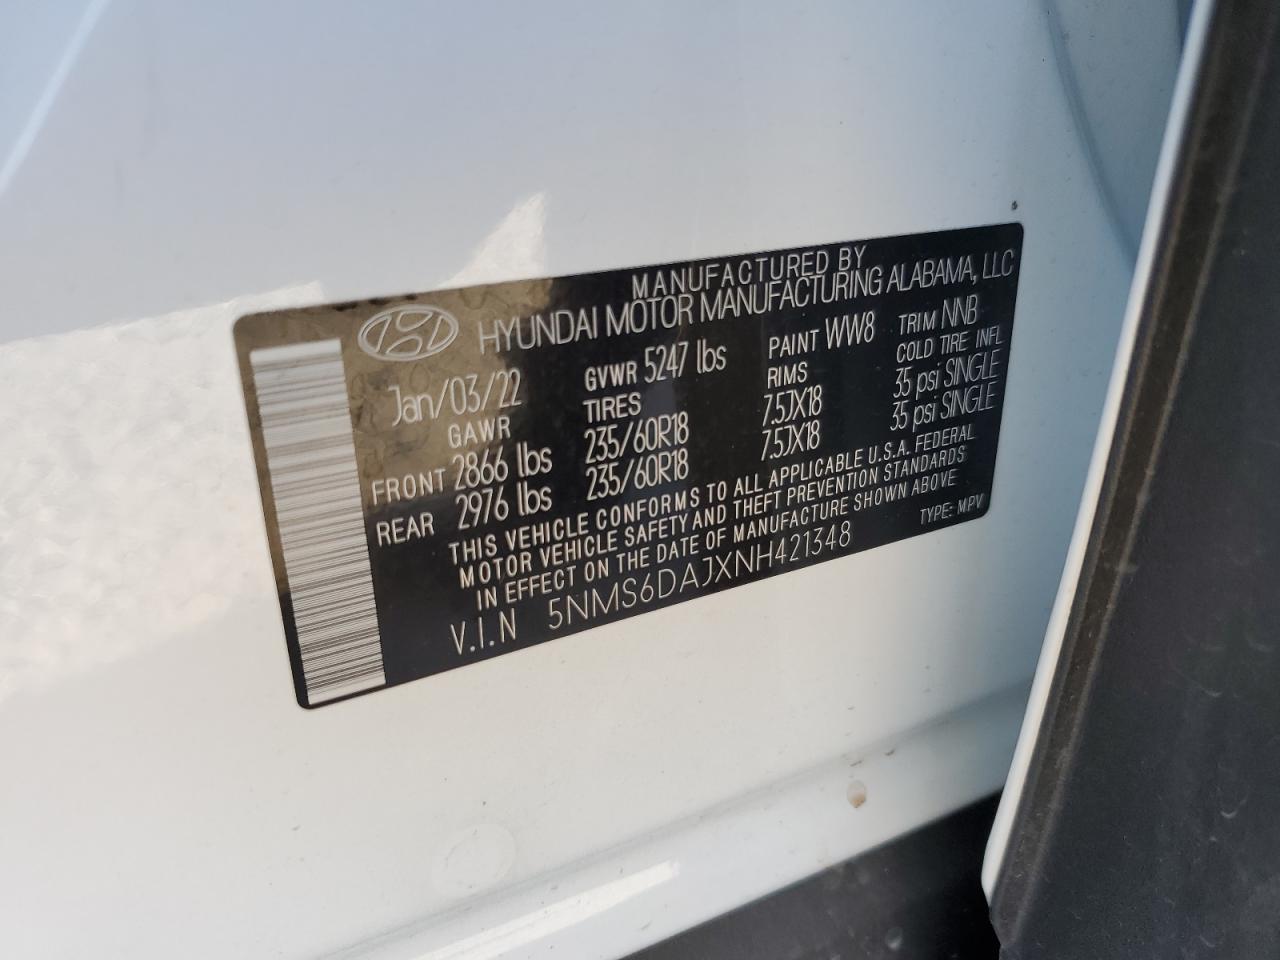 MANUFACTURED BY
HYUNDAI MOTOR MANUFACTURING ALABAMA, LLC
Jan/03/22 GVWR 5247 lbs PAINT WW8 TRIM NNB
GAWR TIRES RIMS COLD TIRE INFL
FRONT 2866 lbs 235/60R18 7.5JX18 35 psi SINGLE
REAR 2976 lbs 235/60R18 7.5JX18 35 psi SINGLE
THIS VEHICLE CONFORMS TO ALL APPLICABLE U.S.A. FEDERAL
MOTOR VEHICLE SAFETY AND THEFT PREVENTION STANDARDS
IN EFFECT ON THE DATE OF MANUFACTURE SHOWN ABOVE
V.I.N 5NMS6DAJXNH421348 TYPE: MPV